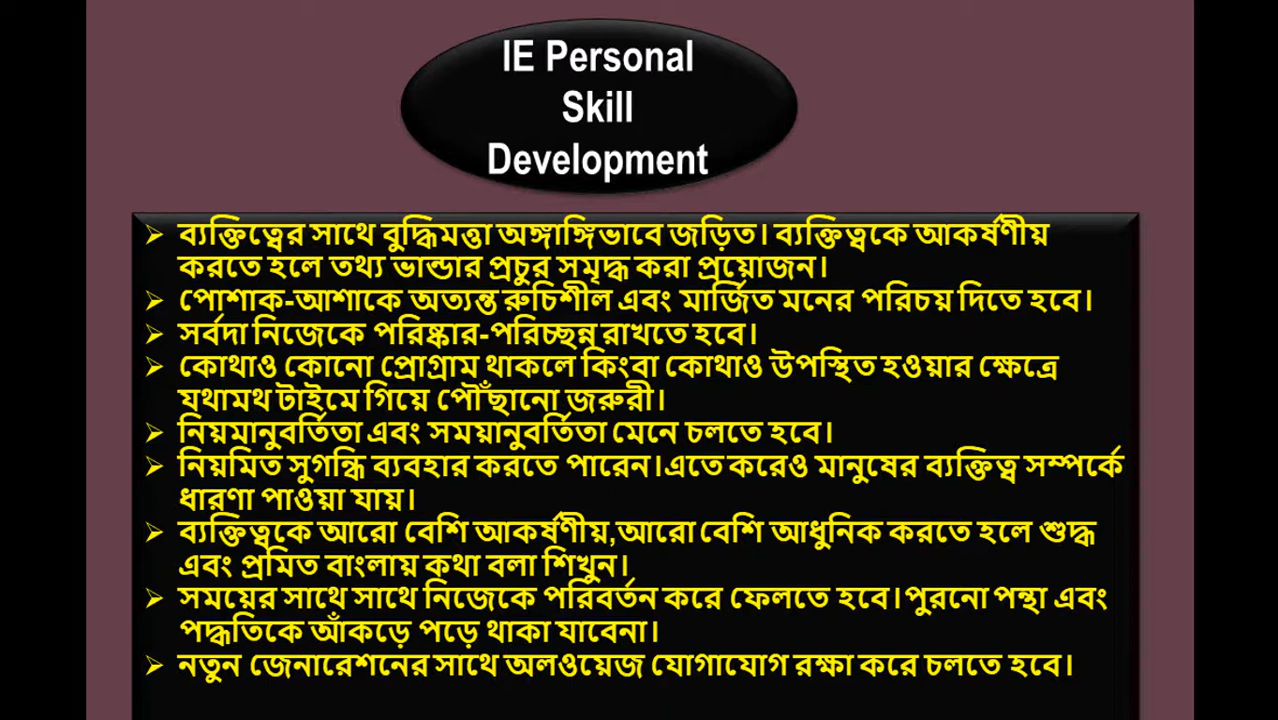 IE Personal
Skill
Development
➢ ব্যক্তিত্বের সাথে বুদ্ধিমত্তা অঙ্গাঙ্গিভাবে জড়িত। ব্যক্তিত্বকে আকর্ষণীয়
করতে হলে তথ্য ভান্ডার প্রচুর সমৃদ্ধ করা প্রয়োজন।
➢ পোশাক-আশাকে অত্যন্ত রুচিশীল এবং মার্জিত মনের পরিচয় দিতে হবে।
➢ সর্বদা নিজেকে পরিষ্কার-পরিচ্ছন্ন রাখতে হবে।
➢ কোথাও কোনো প্রোগ্রাম থাকলে কিংবা কোথাও উপস্থিত হওয়ার ক্ষেত্রে
যথামথ টাইমে গিয়ে পৌঁছানো জরুরী।
➢ নিয়মানুবর্তিতা এবং সময়ানুবর্তিতা মেনে চলতে হবে।
➢ নিয়মিত সুগন্ধি ব্যবহার করতে পারেন।এতে করেও মানুষের ব্যক্তিত্ব সম্পর্কে
ধারণা পাওয়া যায়।
➢ ব্যক্তিত্বকে আরো বেশি আকর্ষণীয়,আরো বেশি আধুনিক করতে হলে শুদ্ধ
এবং প্রমিত বাংলায় কথা বলা শিখুন।
➢ সময়ের সাথে সাথে নিজেকে পরিবর্তন করে ফেলতে হবে।পুরনো পন্থা এবং
পদ্ধতিকে আঁকড়ে পড়ে থাকা যাবেনা।
➢ নতুন জেনারেশনের সাথে অলওয়েজ যোগাযোগ রক্ষা করে চলতে হবে।